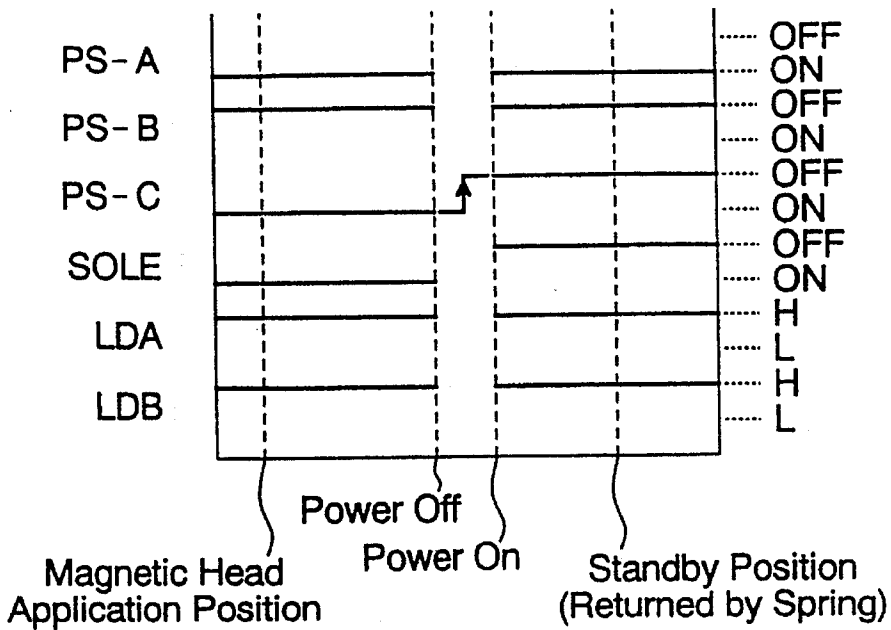 PS-A
OFF
ON
PS-B
OFF
ON
PS-C
OFF
ON
SOLE
OFF
ON
LDA
H
L
LDB
H
L
Power Off
Power On
Magnetic Head
Application Position
Standby Position
(Returned by Spring)